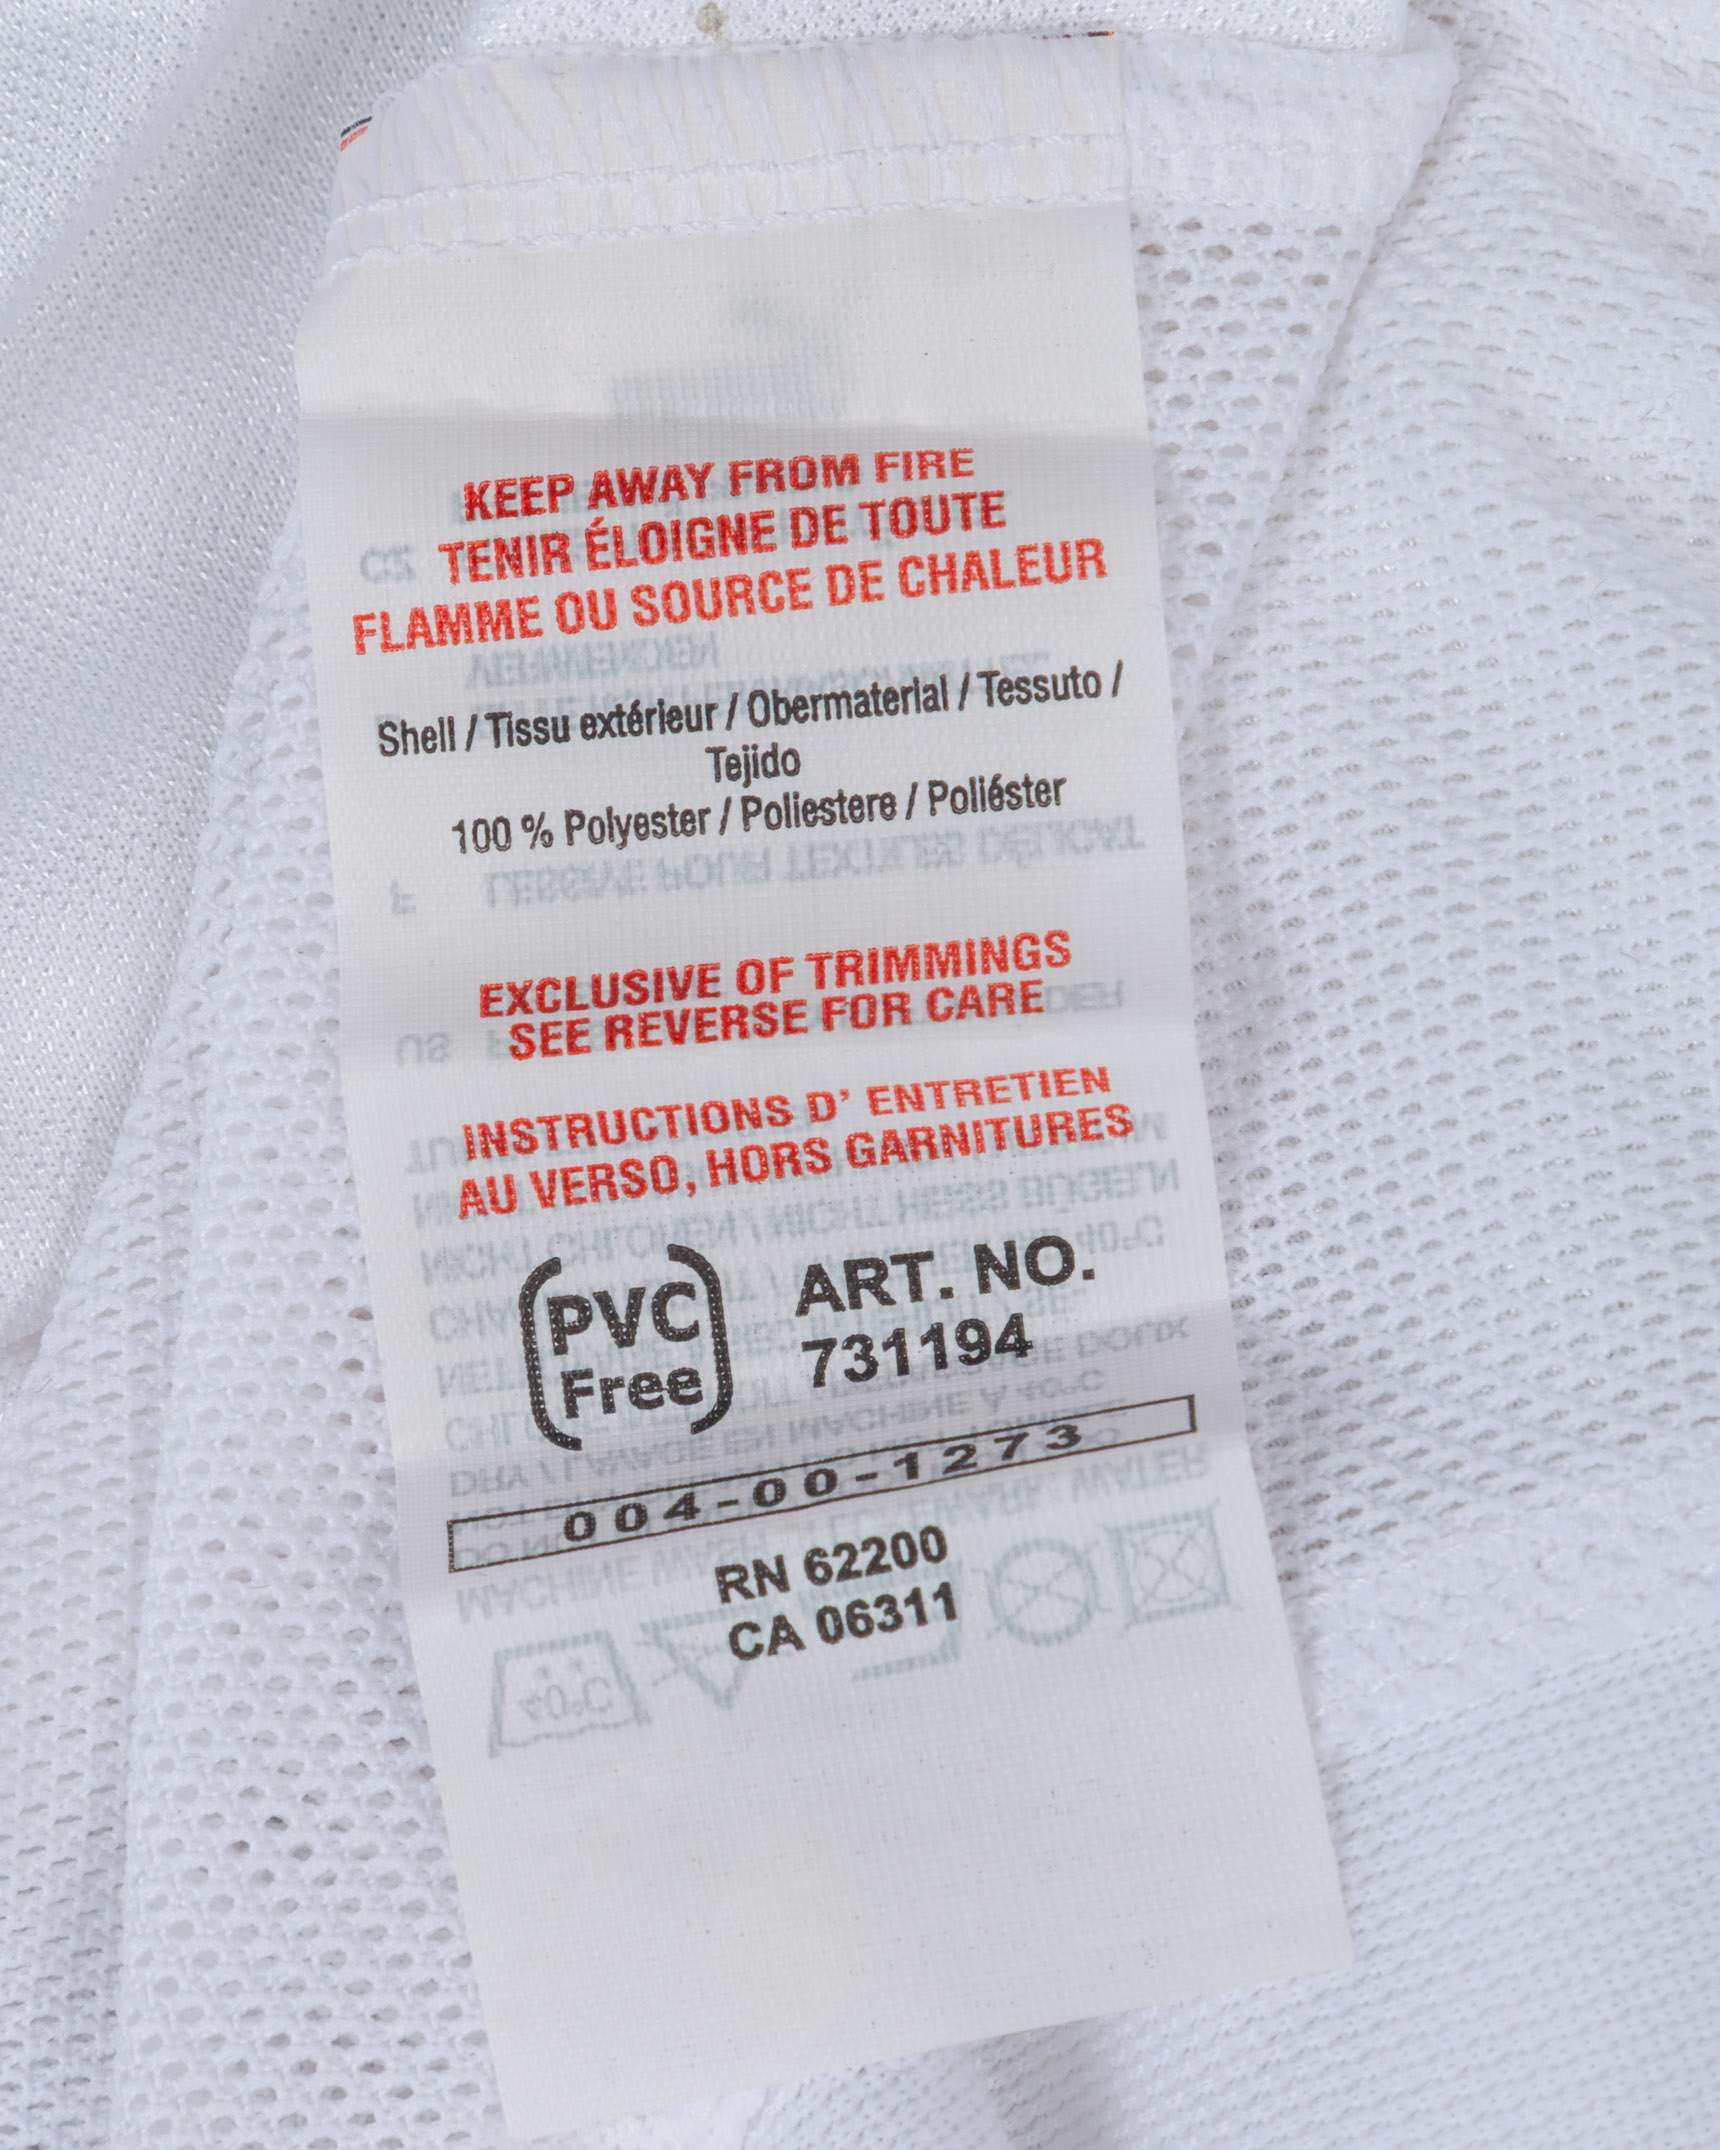 KEEP AWAY FROM FIRE
TENIR ÉLOIGNE DE TOUTE
FLAMME OU SOURCE DE CHALEUR
Shell / Tissu extérieur / Obermaterial / Tessuto /
Tejido
100 % Polyester / Poliestere / Poliéster
EXCLUSIVE OF TRIMMINGS
SEE REVERSE FOR CARE
INSTRUCTIONS D' ENTRETIEN
AU VERSO, HORS GARNITURES
PVC
Free
ART. NO.
731194
004-00-1273
RN 62200
CA 06311